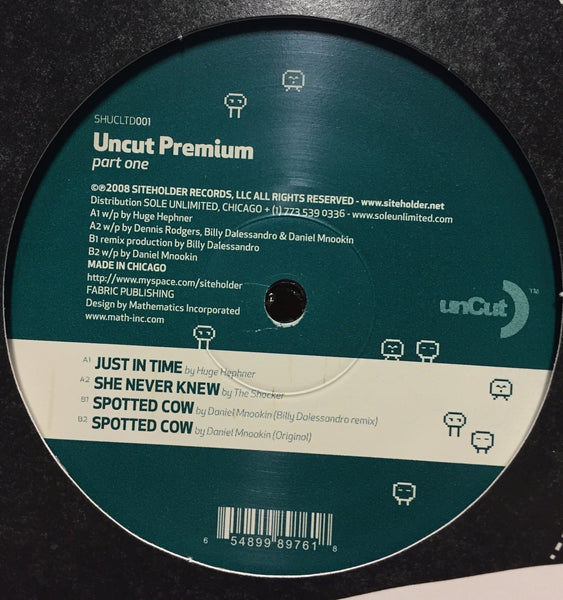 SHUCLTD001
Uncut Premium
part one
©℗2008 SITEHOLDER RECORDS, LLC ALL RIGHTS RESERVED - www.siteholder.net
Distribution SOLE UNLIMITED, CHICAGO + (1) 773 539 0336 - www.soleunlimited.com
A1 w/p by Huge Hephner
A2 w/p by Dennis Rodgers, Billy Dalessandro & Daniel Mnookin
B1 remix production by Billy Dalessandro
B2 w/p by Daniel Mnookin
MADE IN CHICAGO
http://www.myspace.com/siteholder
FABRIC PUBLISHING
Design by Mathematics Incorporated
www.math-inc.com
unCut LTD.
A1 JUST IN TIME by Huge Hephner
A2 SHE NEVER KNEW by The Shocker
B1 SPOTTED COW by Daniel Mnookin (Billy Dalessandro remix)
B2 SPOTTED COW by Daniel Mnookin (Original)
6 54899 89761 8